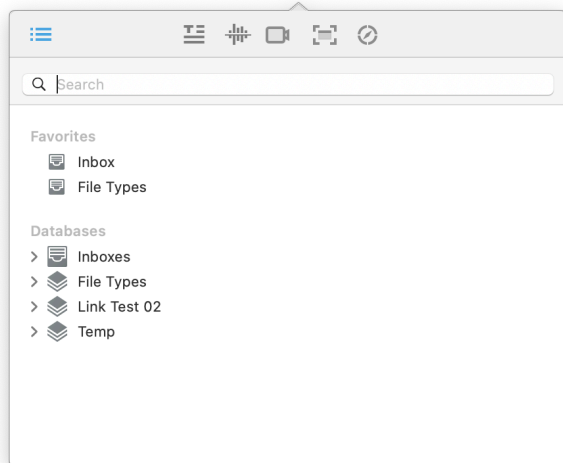 Search
Favorites
Inbox
File Types
Databases
Inboxes
File Types
Link Test 02
Temp